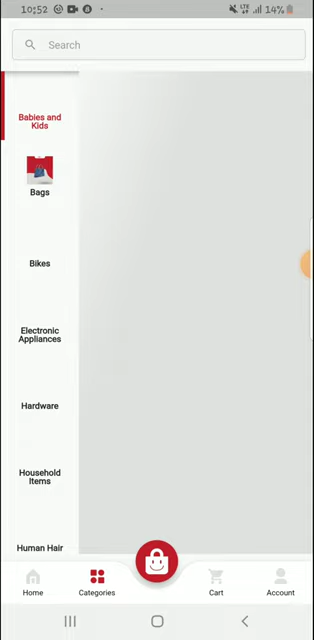 10:52
LTE
14%
Search
Babies and
Kids
Bags
Bikes
Electronic
Appliances
Hardware
Household
Items
Human Hair
Home
Categories
Cart
Account